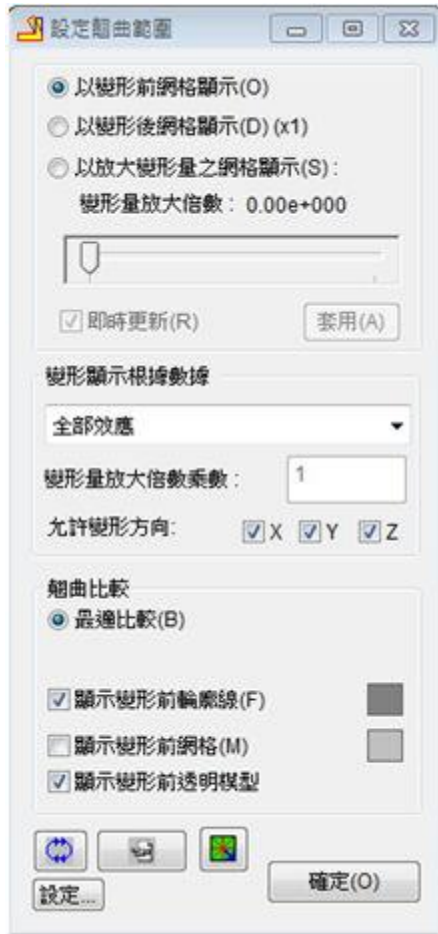 設定翹曲範圍
以變形前網格顯示(O)
以變形後網格顯示(D) (x1)
以放大變形量之網格顯示(S) :
變形量放大倍數 : 0.00e+000
即時更新(R)
套用(A)
變形顯示根據數據
全部效應
變形量放大倍數乘數 :
1
允許變形方向:
X
Y
Z
翹曲比較
最適比較(B)
顯示變形前輪廓線(F)
顯示變形前網格(M)
顯示變形前透明模型
設定...
確定(O)